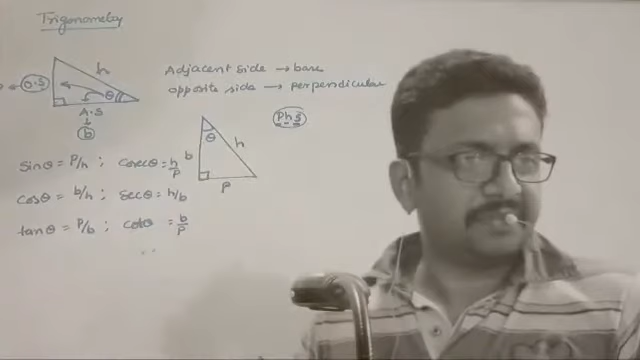 Trigonometry
h
O.S
θ
A.S
b
Adjacent side → base
opposite side → perpendicular
Phs
θ
h
b
P
sinθ = P/h ; cosecθ = h/P
cosθ = b/h ; secθ = h/b
tanθ = P/b ; cotθ = b/P